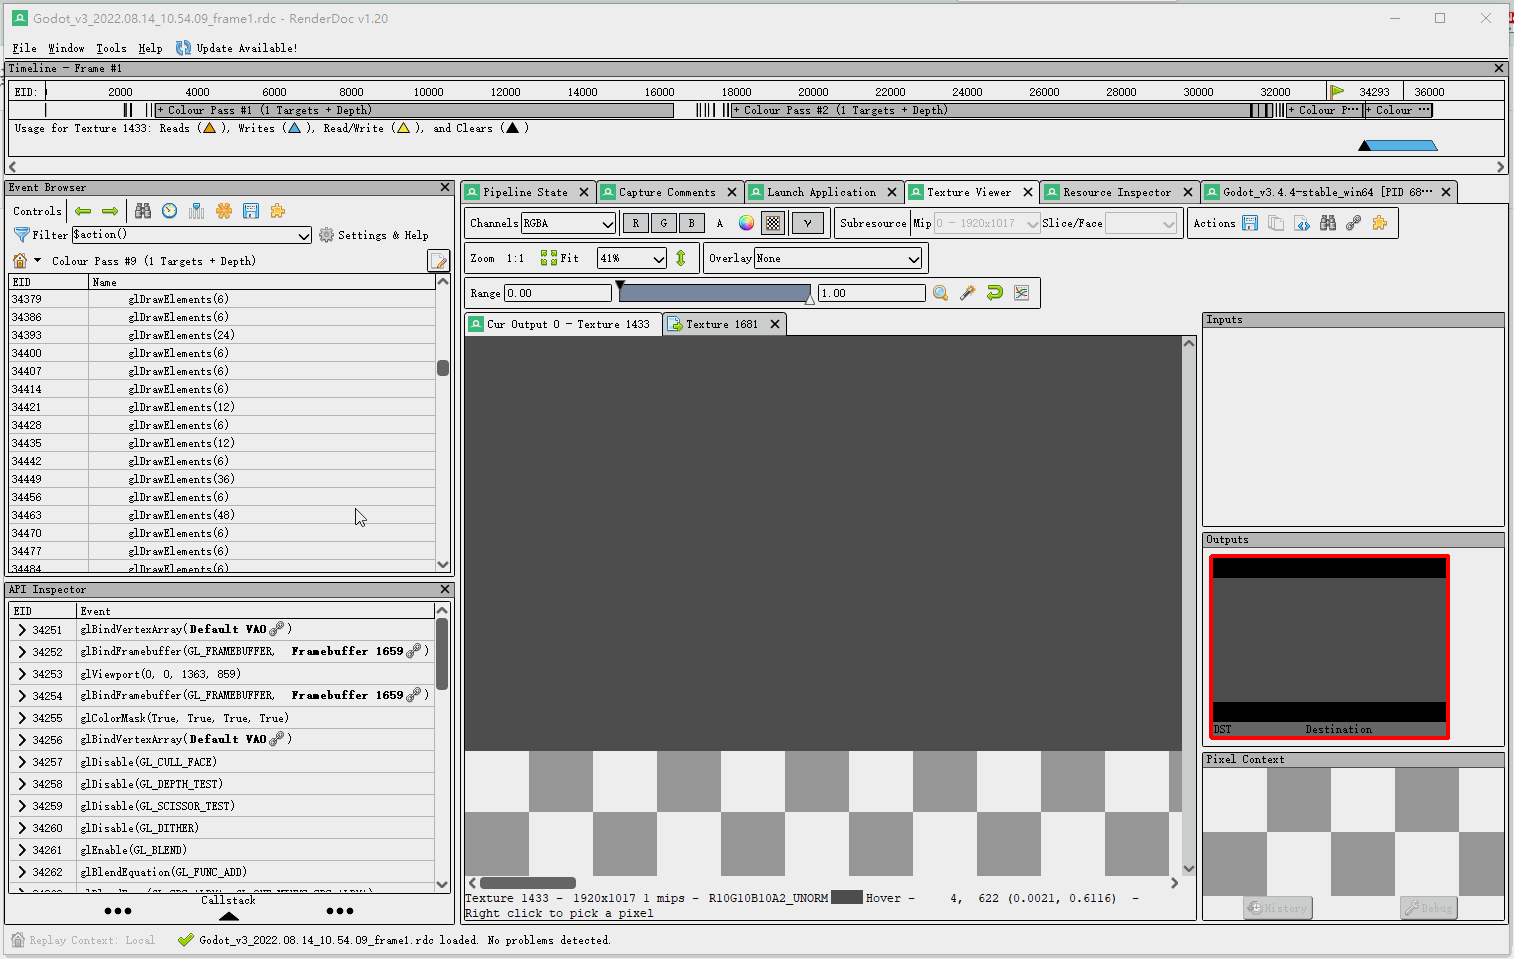 Godot_v3_2022.08.14_10.54.09_frame1.rdc - RenderDoc v1.20
File Window Tools Help Update Available!
Timeline - Frame #1
EID: 2000 4000 6000 8000 10000 12000 14000 16000 18000 20000 22000 24000 26000 28000 30000 32000 34293 36000
+ Colour Pass #1 (1 Targets + Depth) + Colour Pass #2 (1 Targets + Depth) + Colour P··· + Colour ···
Usage for Texture 1433: Reads ( ), Writes ( ), Read/Write ( ), and Clears ( )
Event Browser
Controls
Filter $action() Settings & Help
Colour Pass #9 (1 Targets + Depth)
EID Name
34379 glDrawElements(6)
34386 glDrawElements(6)
34393 glDrawElements(24)
34400 glDrawElements(6)
34407 glDrawElements(6)
34414 glDrawElements(6)
34421 glDrawElements(12)
34428 glDrawElements(6)
34435 glDrawElements(12)
34442 glDrawElements(6)
34449 glDrawElements(36)
34456 glDrawElements(6)
34463 glDrawElements(48)
34470 glDrawElements(6)
34477 glDrawElements(6)
34484 glDrawElements(6)
API Inspector
EID Event
34251 glBindVertexArray(Default VAO )
34252 glBindFramebuffer(GL_FRAMEBUFFER, Framebuffer 1659 )
34253 glViewport(0, 0, 1363, 859)
34254 glBindFramebuffer(GL_FRAMEBUFFER, Framebuffer 1659 )
34255 glColorMask(True, True, True, True)
34256 glBindVertexArray(Default VAO )
34257 glDisable(GL_CULL_FACE)
34258 glDisable(GL_DEPTH_TEST)
34259 glDisable(GL_SCISSOR_TEST)
34260 glDisable(GL_DITHER)
34261 glEnable(GL_BLEND)
34262 glBlendEquation(GL_FUNC_ADD)
Callstack
Pipeline State Capture Comments Launch Application Texture Viewer Resource Inspector Godot_v3.4.4-stable_win64 [PID 68···
Channels RGBA R G B A γ Subresource Mip 0 - 1920x1017 Slice/Face Actions
Zoom 1:1 Fit 41% Overlay None
Range 0.00 1.00
Cur Output 0 - Texture 1433 Texture 1681
Texture 1433 - 1920x1017 1 mips - R10G10B10A2_UNORM Hover - 4, 622 (0.0021, 0.6116) -
Right click to pick a pixel
Inputs
Outputs
DST Destination
Pixel Context
History Debug
Replay Context: Local Godot_v3_2022.08.14_10.54.09_frame1.rdc loaded. No problems detected.